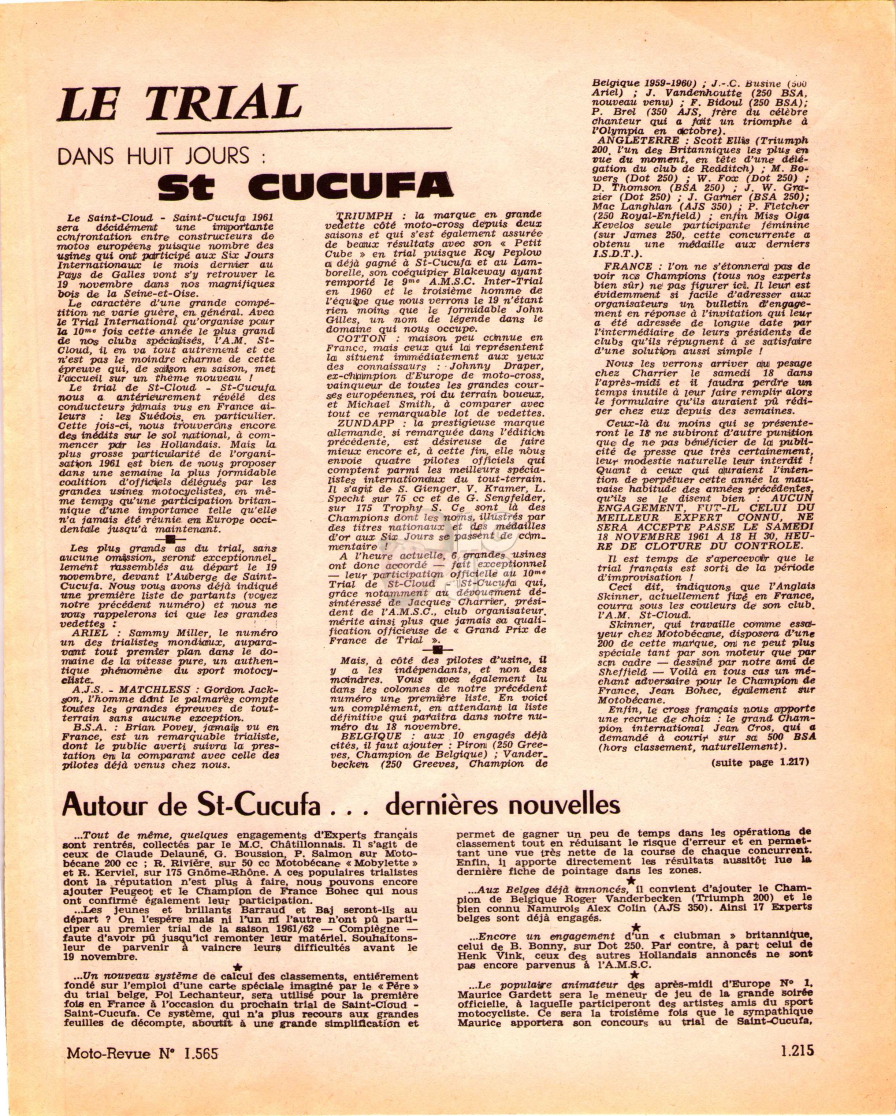 LE TRIAL
DANS HUIT JOURS :
St CUCUFA
Le Saint-Cloud - Saint-Cucufa 1961
sera décidément une importante
confrontation entre constructeurs de
motos européens puisque nombre des
usines qui ont participé aux Six Jours
Internationaux le mois dernier au
Pays de Galles vont s'y retrouver le
19 novembre dans nos magnifiques
bois de la Seine-et-Oise.
Le caractère d'une grande compé-
tition ne varie guère, en général. Avec
le Trial International qu'organise pour
la 10me fois cette année le plus grand
de nos clubs spécialisés, l'A.M. St-
Cloud, il en va tout autrement et ce
n'est pas le moindre charme de cette
épreuve qui, de saison en saison, met
l'accueil sur un thème nouveau !
Le trial de St-Cloud - St-Cucufa
nous a antérieurement révélé des
conducteurs jamais vus en France ail-
leurs : les Suédois, en particulier.
Cette fois-ci, nous trouverons encore
des inédits sur le sol national, à com-
mencer par les Hollandais. Mais la
plus grosse particularité de l'organi-
sation 1961 est bien de nous proposer
dans une semaine la plus formidable
coalition d'officiels délégués par les
grandes usines motocyclistes, en mê-
me temps qu'une participation britan-
nique d'une importance telle qu'elle
n'a jamais été réunie en Europe occi-
dentale jusqu'à maintenant.
Les plus grands as du trial, sans
aucune omission, seront exceptionnel-
lement rassemblés au départ le 19
novembre, devant l'Auberge de Saint-
Cucufa. Nous vous avons déjà indiqué
une première liste de partants (voyez
notre précédent numéro) et nous ne
vous rappelerons ici que les grandes
vedettes :
ARIEL : Sammy Miller, le numéro
un des trialistes mondiaux, aupara-
vant tout premier plan dans le do-
maine de la vitesse pure, un authen-
tique phénomène du sport motocy-
cliste.
A.J.S. - MATCHLESS : Gordon Jack-
son, l'homme dont le palmarès compte
toutes les grandes épreuves de tout-
terrain sans aucune exception.
B.S.A. : Brian Povey jamais vu en
France, est un remarquable trialiste,
dont le public averti suivra la pres-
tation en la comparant avec celle des
pilotes déjà venus chez nous.
TRIUMPH : la marque en grande
vedette côté moto-cross depuis deux
saisons et qui s'est également assurée
de beaux résultats avec son « Petit
Cube » en trial puisque Roy Peplow
a déjà gagné à St-Cucufa et au Lam-
borelle, son coéquipier Blakeway ayant
remporté le 9me A.M.S.C. Inter-Trial
en 1960 et le troisième homme de
l'équipe que nous verrons le 19 n'étant
rien moins que le formidable John
Gilles, un nom de légende dans le
domaine qui nous occupe.
COTTON : maison peu connue en
France, mais ceux qui la représentent
la situent immédiatement aux yeux
des connaisseurs : Johnny Draper,
ex-champion d'Europe de moto-cross,
vainqueur de toutes les grandes cour-
ses européennes, roi du terrain boueux,
et Michael Smith, à comparer avec
tout ce remarquable lot de vedettes.
ZUNDAPP : la prestigieuse marque
allemande, si remarquée dans l'édition
précédente, est désireuse de faire
mieux encore et, à cette fin, elle nous
envoie quatre pilotes officiels qui
comptent parmi les meilleurs spécia-
listes internationaux du tout-terrain.
Il s'agit de S. Gienger, V. Kramer, L.
Specht sur 75 cc et de G. Sengfelder,
sur 175 Trophy S. Ce sont là des
Champions dont les noms, illustrés par
des titres nationaux et des médailles
d'or aux Six Jours se passent de com-
mentaire !
A l'heure actuelle, 6 grandes usines
ont donc accordé — fait exceptionnel
— leur participation officielle au 10me
Trial de St-Cloud - St-Cucufa qui,
grâce notamment au dévouement dé-
sintéressé de Jacques Charrier, prési-
dent de l'A.M.S.C., club organisateur,
mérite ainsi plus que jamais sa quali-
fication officieuse de « Grand Prix de
France de Trial ».
Mais, à côté des pilotes d'usine, il
y a les indépendants, et non des
moindres. Vous avez également lu
dans les colonnes de notre précédent
numéro une première liste. En voici
un complément, en attendant la liste
définitive qui paraîtra dans notre nu-
méro du 18 novembre.
BELGIQUE : aux 10 engagés déjà
cités, il faut ajouter : Piron (250 Gree-
ves, Champion de Belgique) ; Vander-
becken (250 Greeves, Champion de
Belgique 1959-1960) ; J.-.C. Busine (500
Ariel) ; J. Vandenhoutte (250 BSA,
nouveau venu) ; F. Bidoul (250 BSA);
P. Brel (350 AJS, frère du célèbre
chanteur qui a fait un triomphe à
l'Olympia en octobre).
ANGLETERRE : Scott Ellis (Triumph
200, l'un des Britanniques les plus en
vue du moment, en tête d'une délé-
gation du club de Redditch) ; M. Bo-
wers (Dot 250) ; W. Fox (Dot 250) ;
D. Thomson (BSA 250) ; J. W. Gra-
zier (Dot 250) ; J. Garner (BSA 250);
Mac Langhlan (AJS 350) ; P. Fletcher
(250 Royal-Enfield) ; enfin Miss Olga
Kevelos seule participante féminine
(sur James 250, cette concurrente a
obtenu une médaille aux derniers
I.S.D.T.).
FRANCE : l'on ne s'étonnera pas de
voir nos Champions (tous nos experts
bien sûr) ne pas figurer ici. Il leur est
évidemment si facile d'adresser aux
organisateurs un bulletin d'engage-
ment en réponse à l'invitation qui leur
a été adressée de longue date par
l'intermédiaire de leurs présidents de
clubs qu'ils répugnent à se satisfaire
d'une solution aussi simple !
Nous les verrons arriver au pesage
chez Charrier le samedi 18 dans
l'après-midi et il faudra perdre un
temps inutile à leur faire remplir alors
le formulaire qu'ils auraient pû rédi-
ger chez eux depuis des semaines.
Ceux-là du moins qui se présente-
ront le 18 ne subiront d'autre punition
que de ne pas bénéficier de la publi-
cité de presse que très certainement,
leur modestie naturelle leur interdit !
Quant à ceux qui auraient l'inten-
tion de perpétuer cette année la mau-
vaise habitude des années précédentes,
qu'ils se le disent bien : AUCUN
ENGAGEMENT, FUT-IL CELUI DU
MEILLEUR EXPERT CONNU, NE
SERA ACCEPTE PASSE LE SAMEDI
18 NOVEMBRE 1961 A 18 H 30, HEU-
RE DE CLOTURE DU CONTROLE.
Il est temps de s'apercevoir que le
trial français est sorti de la période
d'improvisation !
Ceci dit, indiquons que l'Anglais
Skinner, actuellement fixé en France,
courra sous les couleurs de son club,
l'A.M. St-Cloud.
Skinner, qui travaille comme essa-
yeur chez Motobécane, disposera d'une
200 de cette marque, on ne peut plus
spéciale tant par son moteur que par
son cadre — dessiné par notre ami de
Sheffield — Voilà en tous cas un mé-
chant adversaire pour le Champion de
France, Jean Bohec, également sur
Motobécane.
Enfin, le cross français nous apporte
une recrue de choix : le grand Cham-
pion international Jean Cros, qui a
demandé à courir sur sa 500 BSA
(hors classement, naturellement).
(suite page 1.217)
Autour de St-Cucufa . . . dernières nouvelles
...Tout de même, quelques engagements d'Experts français
sont rentrés, collectés par le M.C. Châtillonnais. Il s'agit de
ceux de Claude Delauné, G. Boussion, P. Salmon sur Moto-
bécane 200 cc : R. Rivière, sur 50 cc Motobécane « Mobylete »
et R. Kerviel, sur 175 Gnôme-Rhône. A ces populaires trialistes
dont la réputation n'est plus à faire, nous pouvons encore
ajouter Peugeot et le Champion de France Bohec qui nous
ont confirmé également leur participation.
...Les jeunes et brillants Barraud et Baj seront-ils au
départ ? On l'espère mais ni l'un ni l'autre n'ont pû parti-
ciper au premier trial de la saison 1961/62 — Compiègne —
faute d'avoir pû jusqu'ici remonter leur matériel. Souhaitons-
leur de parvenir à vaincre leurs difficultés avant le
19 novembre.
...Un nouveau système de calcul des classements, entièrement
fondé sur l'emploi d'une carte spéciale imaginé par le « Père »
du trial belge, Pol Lechanteur, sera utilisé pour la première
fois en France à l'occasion du prochain trial de Saint-Cloud -
Saint-Cucufa. Ce système, qui n'a plus recours aux grandes
feuilles de décompte, aboutit à une grande simplification et
permet de gagner un peu de temps dans les opérations de
classement tout en réduisant le risque d'erreur et en permet-
tant une vue très nette de la course de chaque concurrent.
Enfin, il apporte directement les résultats aussitôt lue la
dernière fiche de pointage dans les zones.
...Aux Belges déjà annoncés, il convient d'ajouter le Cham-
pion de Belgique Roger Vanderbecken (Triumph 200) et le
bien connu Namurois Alex Colin (AJS 350). Ainsi 17 Experts
belges sont déjà engagés.
...Encore un engagement d'un « clubman » britannique,
celui de B. Bonny, sur Dot 250. Par contre, à part celui de
Henk Vink, ceux des autres Hollandais annoncés ne sont
pas encore parvenus à l'A.M.S.C.
...Le populaire animateur des après-midi d'Europe N° 1,
Maurice Gardett sera le meneur de jeu de la grande soirée
officielle, à laquelle participeront des artistes amis du sport
motocycliste. Ce sera la troisième fois que le sympathique
Maurice apportera son concours au trial de Saint-Cucufa,
Moto-Revue N° 1.565
1.215